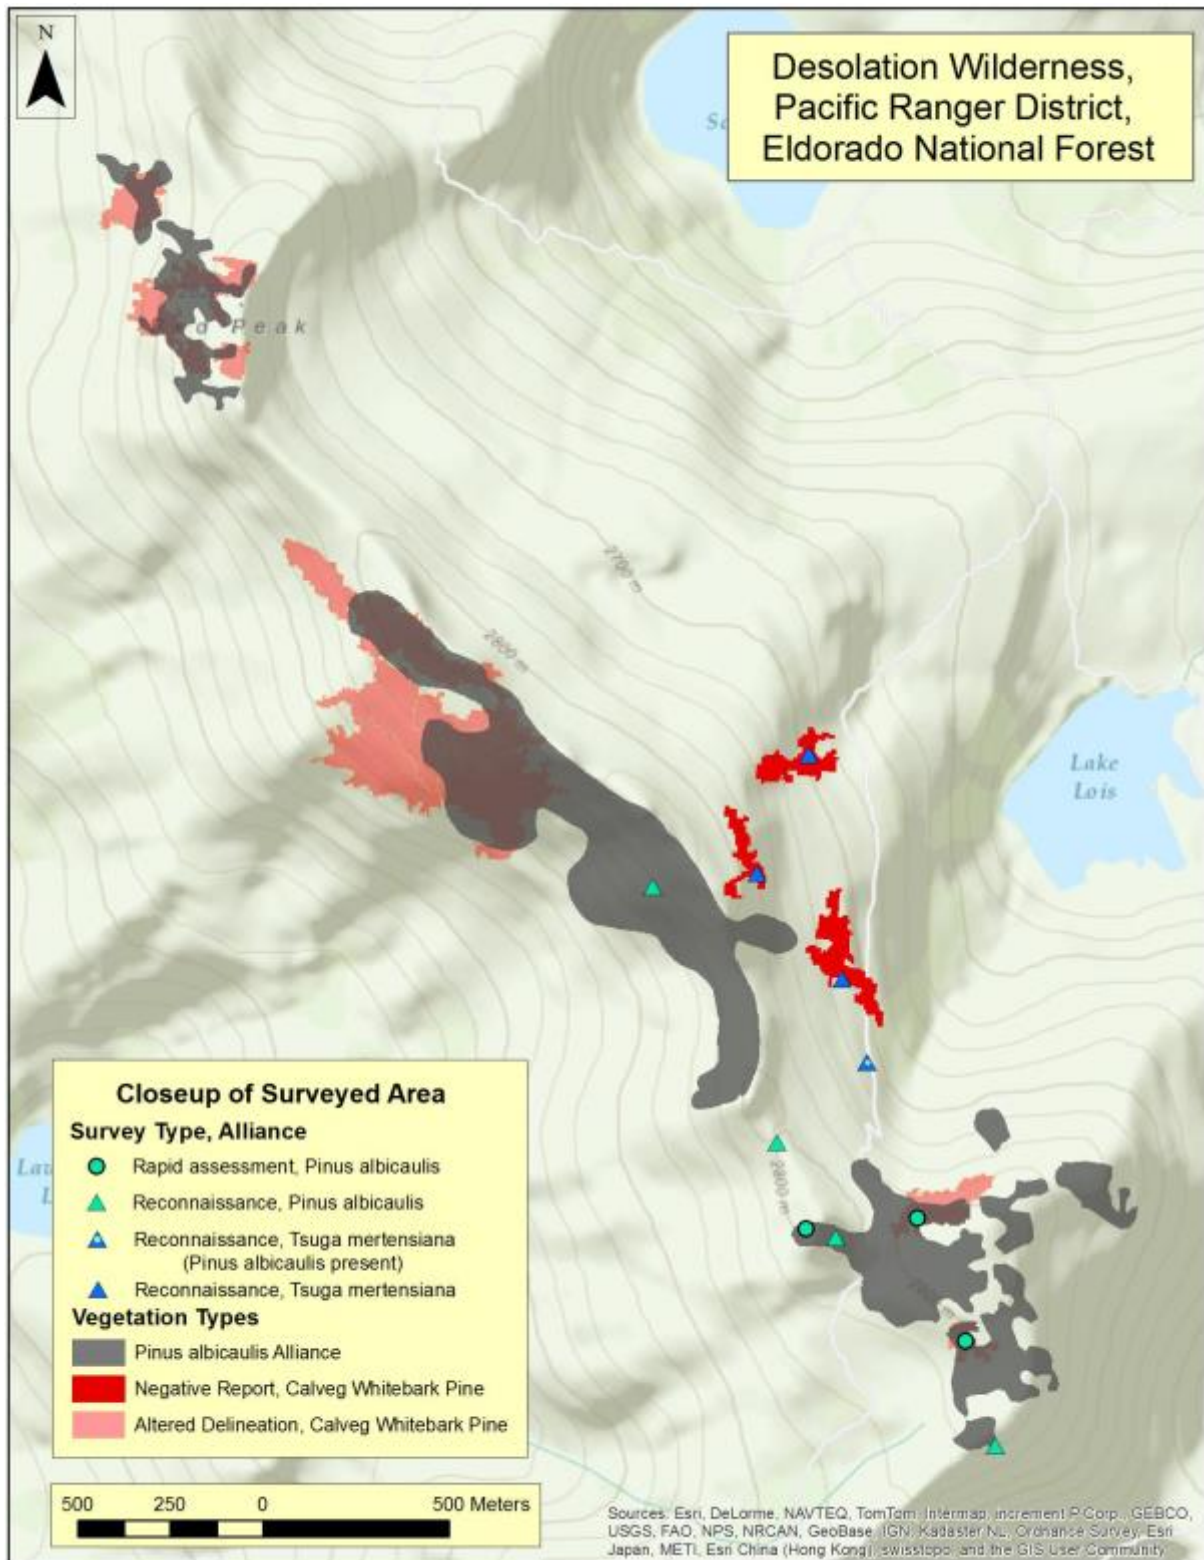 N
Desolation Wilderness,
Pacific Ranger District,
Eldorado National Forest
Peak
2700 m
2800 m
Lake
Lois
2800 m
Closeup of Surveyed Area
Survey Type, Alliance
Rapid assessment, Pinus albicaulis
Reconnaissance, Pinus albicaulis
Reconnaissance, Tsuga mertensiana
(Pinus albicaulis present)
Reconnaissance, Tsuga mertensiana
Vegetation Types
Pinus albicaulis Alliance
Negative Report, Calveg Whitebark Pine
Altered Delineation, Calveg Whitebark Pine
500 250 0 500 Meters
Sources: Esri, DeLorme, NAVTEQ, TomTom, Intermap, increment P Corp., GEBCO,
USGS, FAO, NPS, NRCAN, GeoBase, IGN, Kadaster NL, Ordnance Survey, Esri
Japan, METI, Esri China (Hong Kong), swisstopo, and the GIS User Community